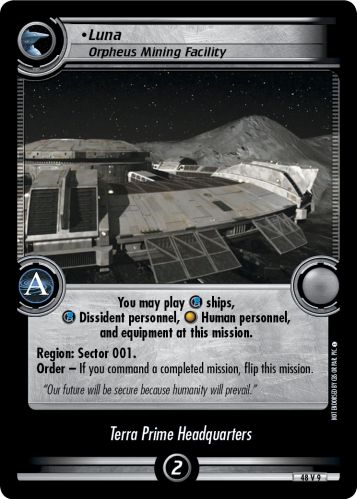 •Luna
Orpheus Mining Facility
A
You may play ships,
Dissident personnel, Human personnel,
and equipment at this mission.
Region: Sector 001.
Order – If you command a completed mission, flip this mission.
"Our future will be secure because humanity will prevail."
NOT ENDORSED BY CBS OR PAR. PIC.
Terra Prime Headquarters
2
48 V 9